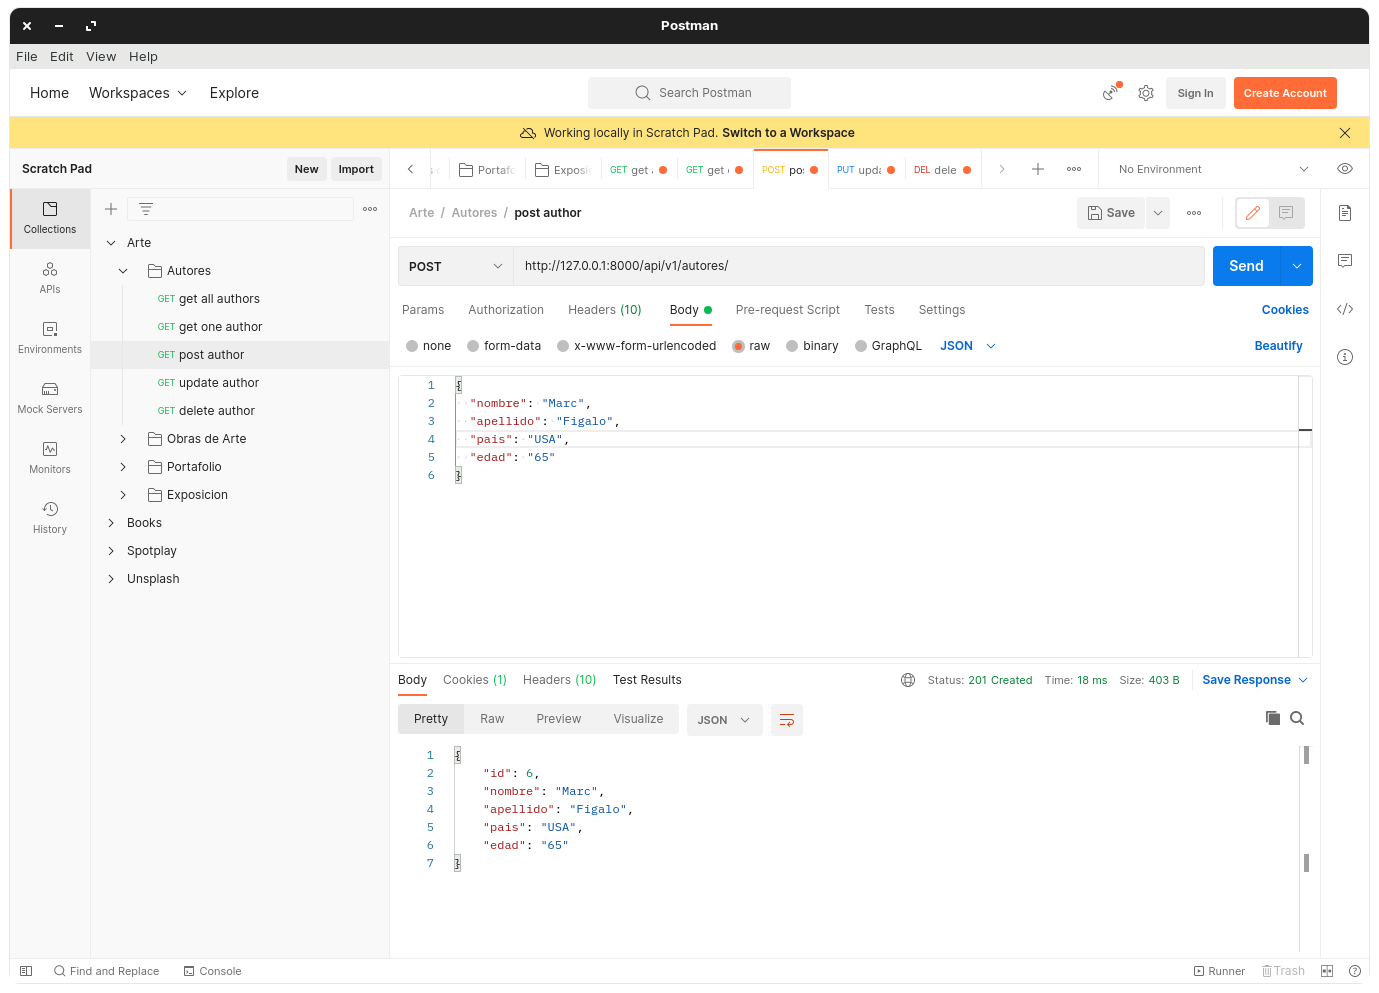 Postman
File Edit View Help
Home Workspaces Explore
Search Postman
Sign In
Create Account
Working locally in Scratch Pad. Switch to a Workspace
Scratch Pad
New
Import
Portafo
Exposi
GET get
GET get
POST po
PUT upda
DEL dele
No Environment
Collections
APIs
Environments
Mock Servers
Monitors
History
Arte
Autores
GET get all authors
GET get one author
GET post author
GET update author
GET delete author
Obras de Arte
Portafolio
Exposicion
Books
Spotplay
Unsplash
Arte / Autores / post author
Save
POST
http://127.0.0.1:8000/api/v1/autores/
Send
Params Authorization Headers (10) Body Pre-request Script Tests Settings
Cookies
none form-data x-www-form-urlencoded raw binary GraphQL JSON
Beautify
1 {
2 "nombre": "Marc",
3 "apellido": "Figalo",
4 "pais": "USA",
5 "edad": "65"
6 }
Body Cookies (1) Headers (10) Test Results
Status: 201 Created Time: 18 ms Size: 403 B
Save Response
Pretty Raw Preview Visualize
JSON
1 {
2 "id": 6,
3 "nombre": "Marc",
4 "apellido": "Figalo",
5 "pais": "USA",
6 "edad": "65"
7 }
Find and Replace
Console
Runner
Trash